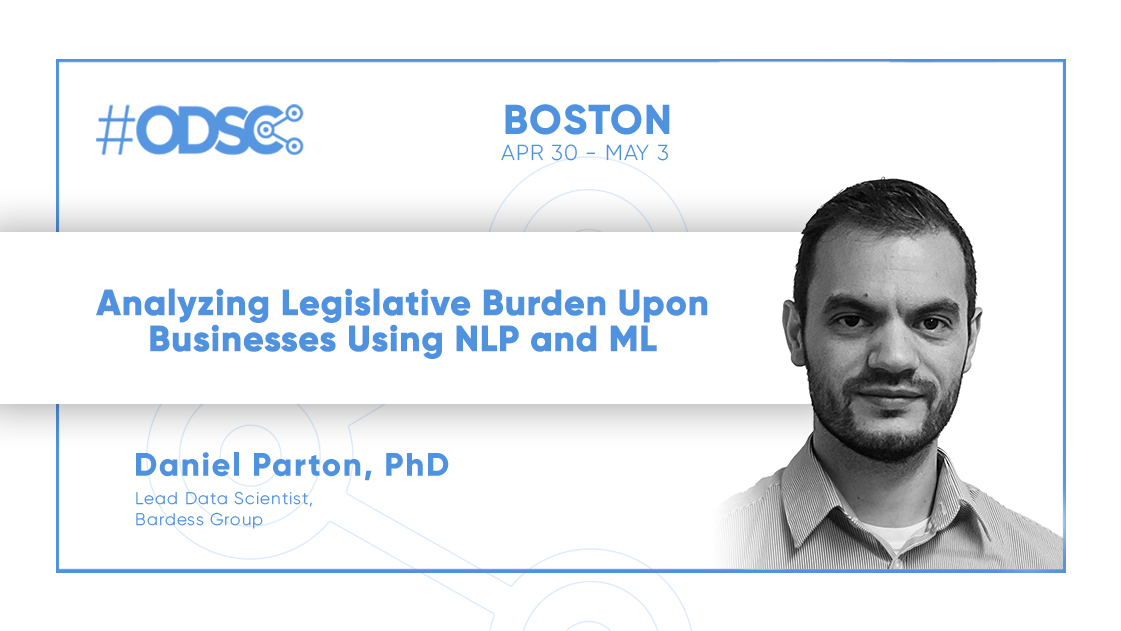 #ODSC
BOSTON
APR 30 - MAY 3
Analyzing Legislative Burden Upon
Businesses Using NLP and ML
Daniel Parton, PhD
Lead Data Scientist,
Bardess Group